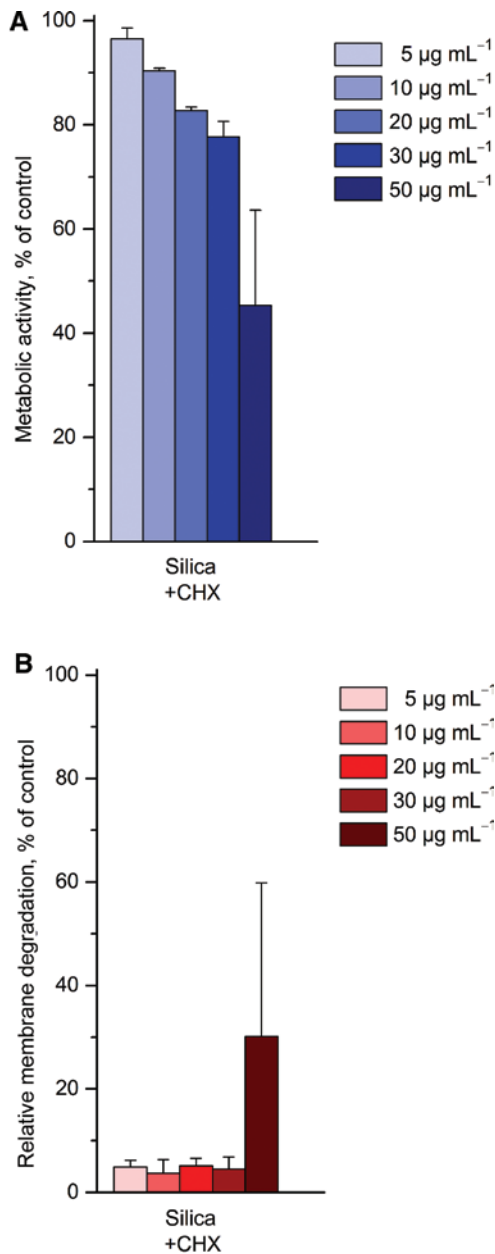 A
100
80
60
40
20
0
Metabolic activity, % of control
Silica
+CHX
5 µg mL⁻¹
10 µg mL⁻¹
20 µg mL⁻¹
30 µg mL⁻¹
50 µg mL⁻¹
B
100
80
60
40
20
0
Relative membrane degradation, % of control
Silica
+CHX
5 µg mL⁻¹
10 µg mL⁻¹
20 µg mL⁻¹
30 µg mL⁻¹
50 µg mL⁻¹